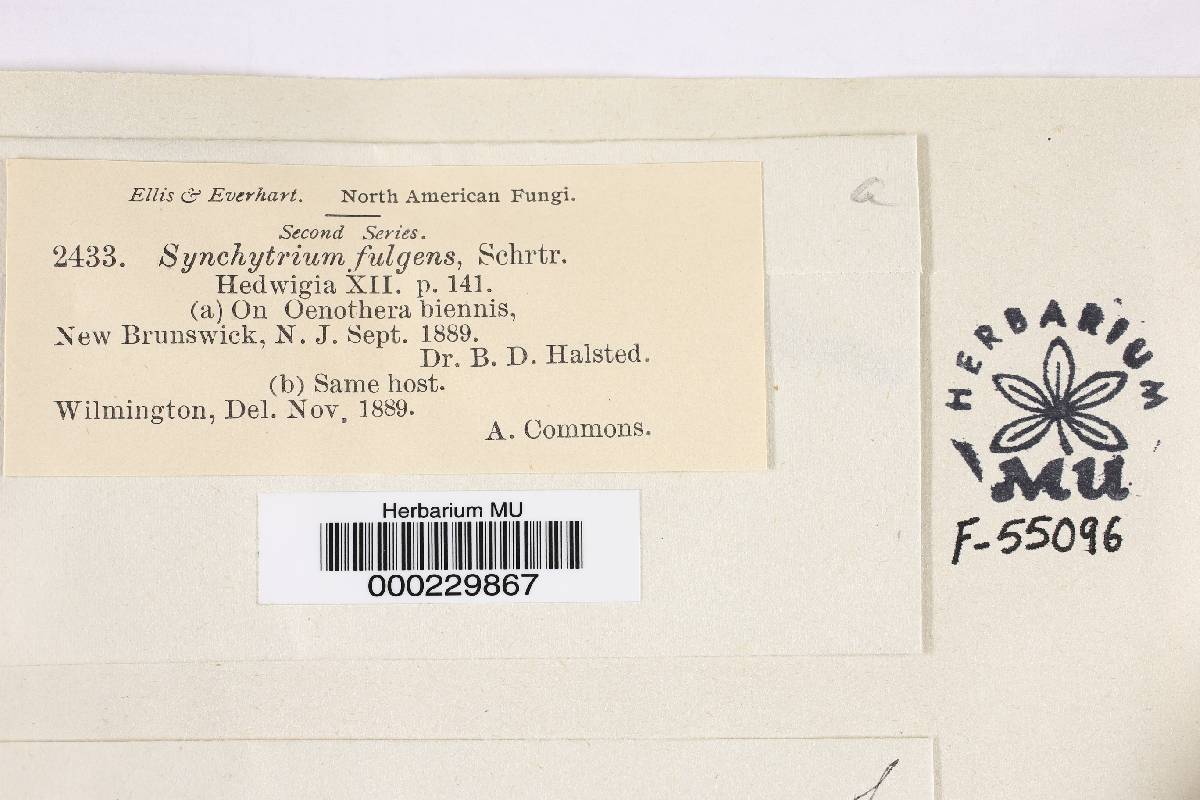 Ellis & Everhart. North American Fungi.
Second Series.
2433. Synchytrium fulgens, Schrtr.
Hedwigia XII. p. 141.
(a) On Oenothera biennis,
New Brunswick, N. J. Sept. 1889.
Dr. B. D. Halsted.
(b) Same host.
Wilmington, Del. Nov. 1889.
A. Commons.
a
Herbarium MU
000229867
HERBARIUM
MU
F-55096